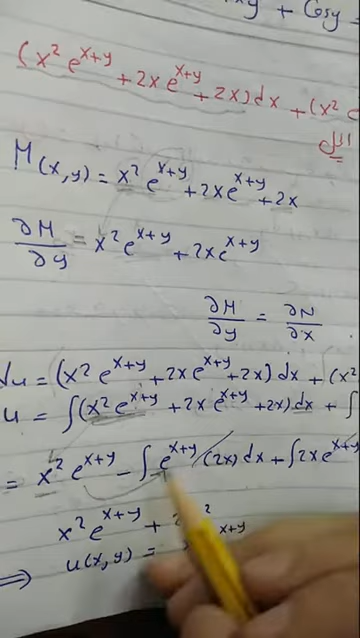 xy + Cosy -
(x² e^x+y + 2x e^x+y + 2x) dx + (x² e
M(x,y) = x² e^x+y + 2x e^x+y + 2x
∂M/∂y = x² e^x+y + 2x e^x+y
∂M/∂y = ∂N/∂x .
du = (x² e^x+y + 2x e^x+y + 2x) dx + (x²
u = ∫(x² e^x+y + 2x e^x+y + 2x) dx + ∫
= x² e^x+y - ∫ e^x+y (2x) dx + ∫ 2x e^x+y
x² e^x+y +
⇒ u(x,y) =